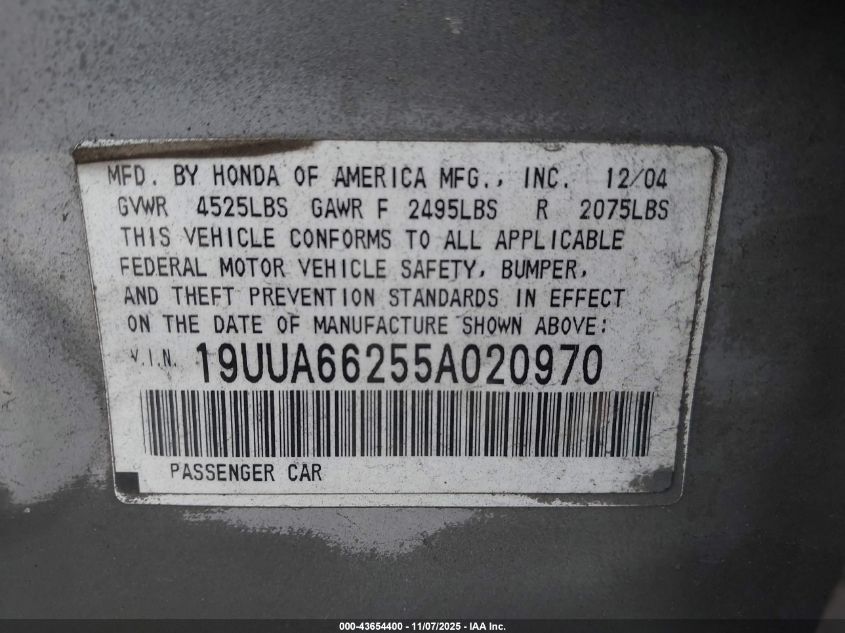 MFD. BY HONDA OF AMERICA MFG., INC. 12/04
GVWR 4525LBS GAWR F 2495LBS R 2075LBS
THIS VEHICLE CONFORMS TO ALL APPLICABLE
FEDERAL MOTOR VEHICLE SAFETY, BUMPER,
AND THEFT PREVENTION STANDARDS IN EFFECT
ON THE DATE OF MANUFACTURE SHOWN ABOVE:
V.I.N. 19UUA66255A020970
PASSENGER CAR
000-43654400 - 11/07/2025 - IAA Inc.